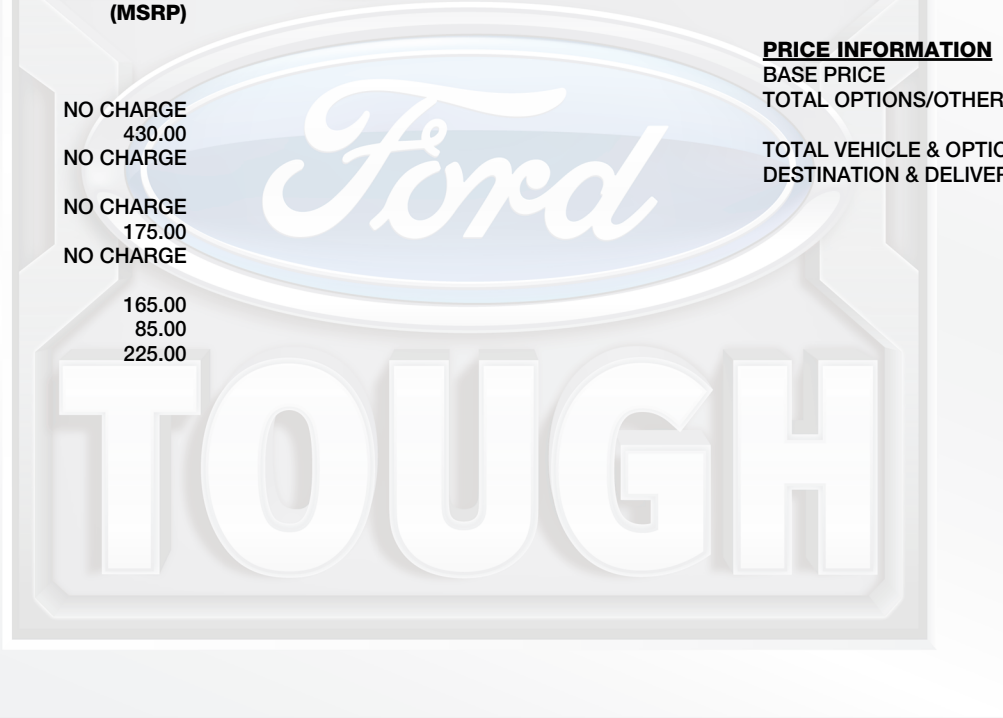 (MSRP)
NO CHARGE
430.00
NO CHARGE
NO CHARGE
175.00
NO CHARGE
165.00
85.00
225.00
PRICE INFORMATION
BASE PRICE
TOTAL OPTIONS/OTHER
TOTAL VEHICLE & OPTIO
DESTINATION & DELIVER
Ford
TOUGH